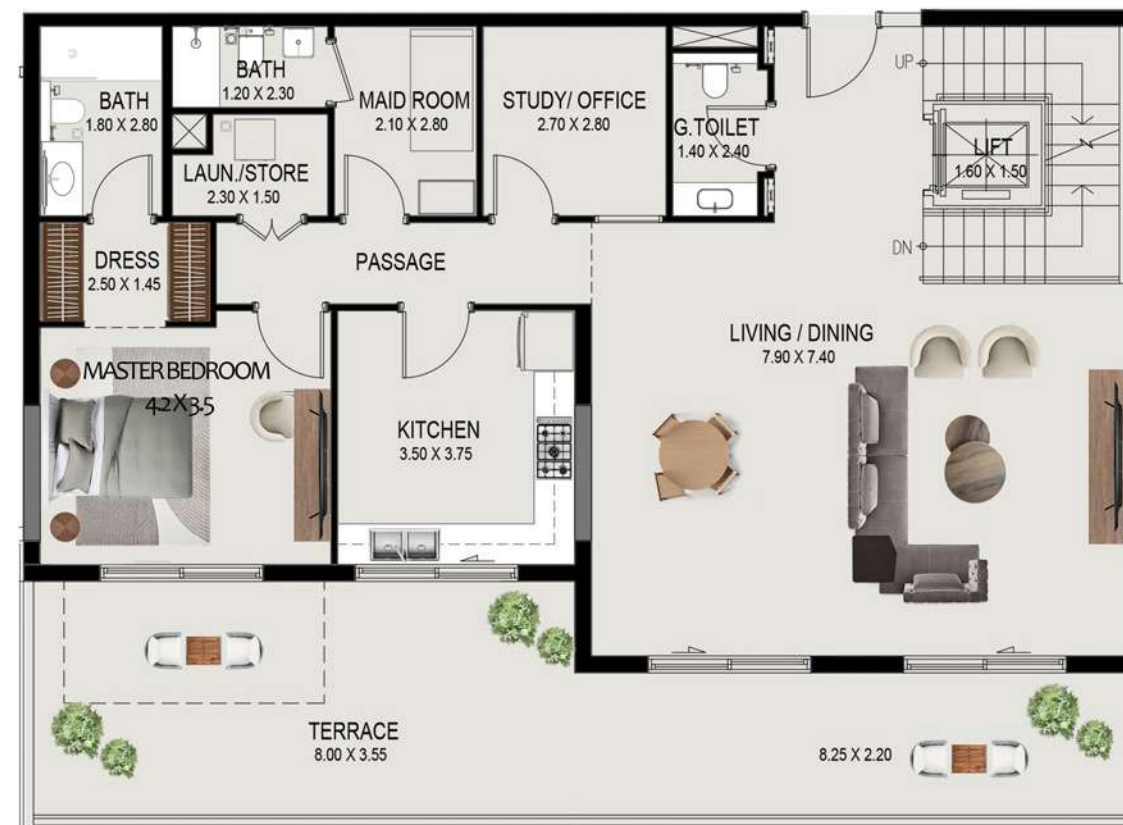 UP
BATH
1.20 X 2.30
BATH
1.80 X 2.80
MAID ROOM
2.10 X 2.80
STUDY/ OFFICE
2.70 X 2.80
G.TOILET
1.40 X 2.40
LIFT
1.60 X 1.50
LAUN./STORE
2.30 X 1.50
DN
DRESS
2.50 X 1.45
PASSAGE
LIVING / DINING
7.90 X 7.40
MASTER BEDROOM
4.2 X 3.5
KITCHEN
3.50 X 3.75
TERRACE
8.00 X 3.55
8.25 X 2.20